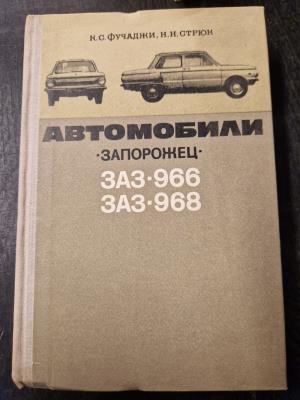 К. С. ФУЧАДЖИ, Н. Н. СТРЮК
АВТОМОБИЛИ
·ЗАПОРОЖЕЦ·
ЗАЗ·966
ЗАЗ·968